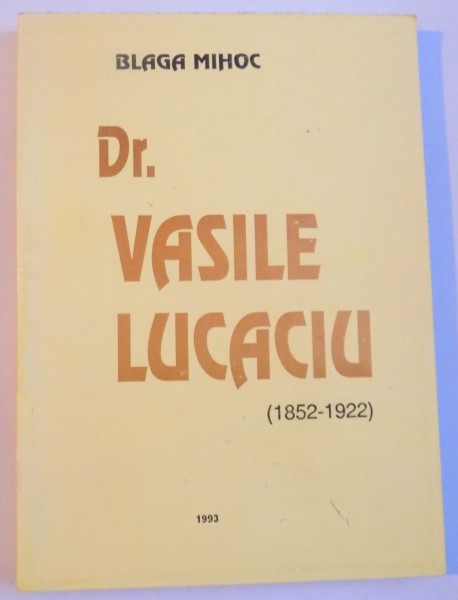 BLAGA MIHOC
Dr.
VASILE
LUCACIU
(1852-1922)
1993